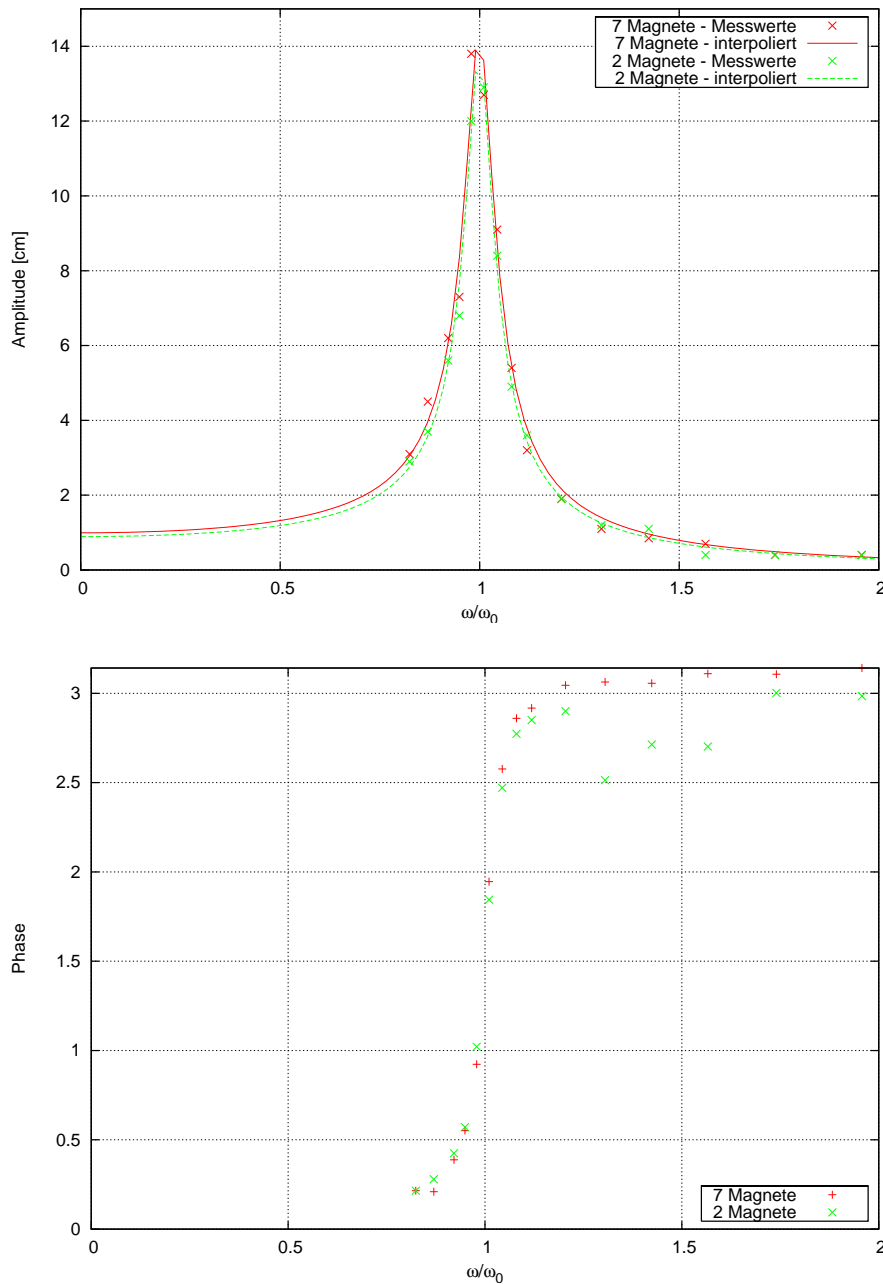 14
12
10
8
6
4
2
0
Amplitude [cm]
7 Magnete - Messwerte
7 Magnete - interpoliert
2 Magnete - Messwerte
2 Magnete - interpoliert
0 0.5 1 1.5 2
ω/ω0
3
2.5
2
1.5
1
0.5
0
Phase
7 Magnete
2 Magnete
0 0.5 1 1.5 2
ω/ω0